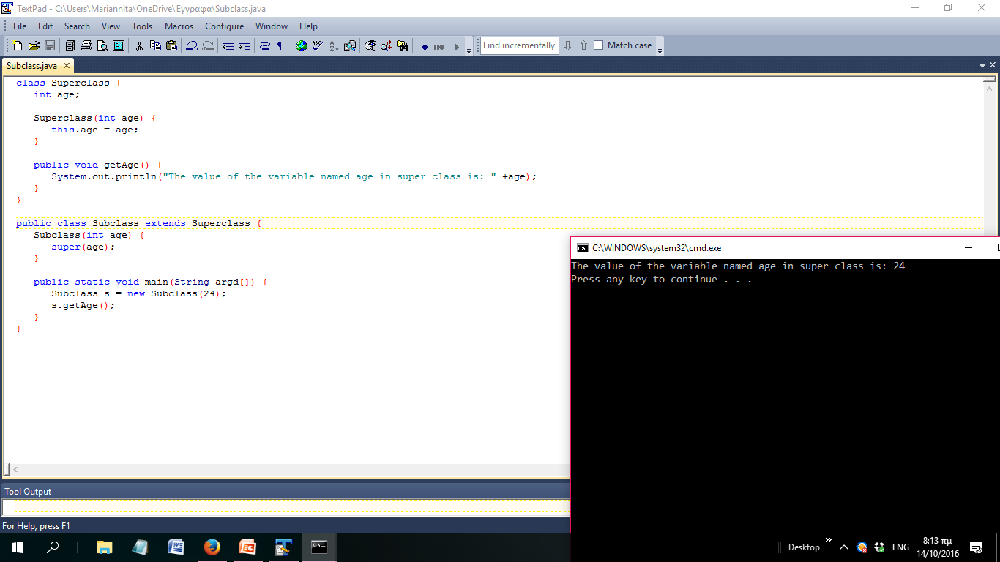 TextPad - C:\Users\Mariannita\OneDrive\Έγγραφα\Subclass.java
File Edit Search View Tools Macros Configure Window Help
Find incrementally Match case
Subclass.java
class Superclass {
int age;
Superclass(int age) {
this.age = age;
}
public void getAge() {
System.out.println("The value of the variable named age in super class is: " +age);
}
}
public class Subclass extends Superclass {
Subclass(int age) {
super(age);
}
public static void main(String argd[]) {
Subclass s = new Subclass(24);
s.getAge();
}
}
C:\WINDOWS\system32\cmd.exe
The value of the variable named age in super class is: 24
Press any key to continue . . .
Tool Output
For Help, press F1
Desktop
ENG
8:13 πμ
14/10/2016